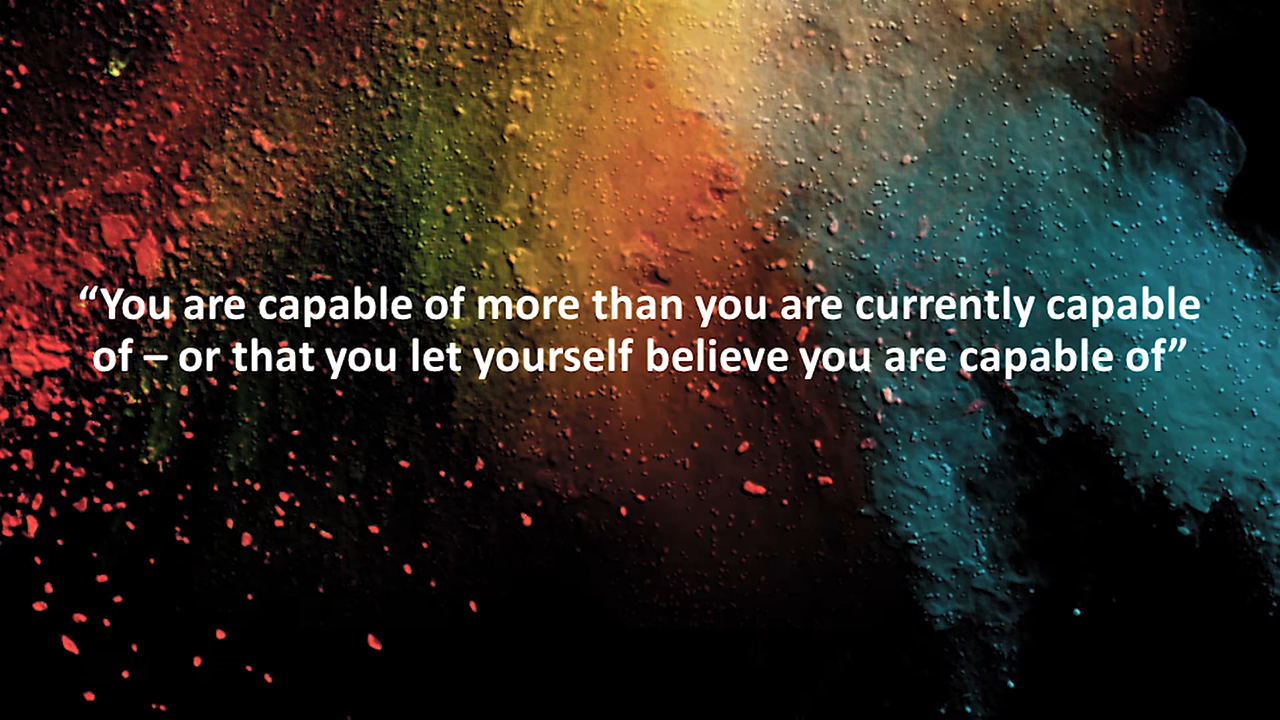 “You are capable of more than you are currently capable
of – or that you let yourself believe you are capable of”